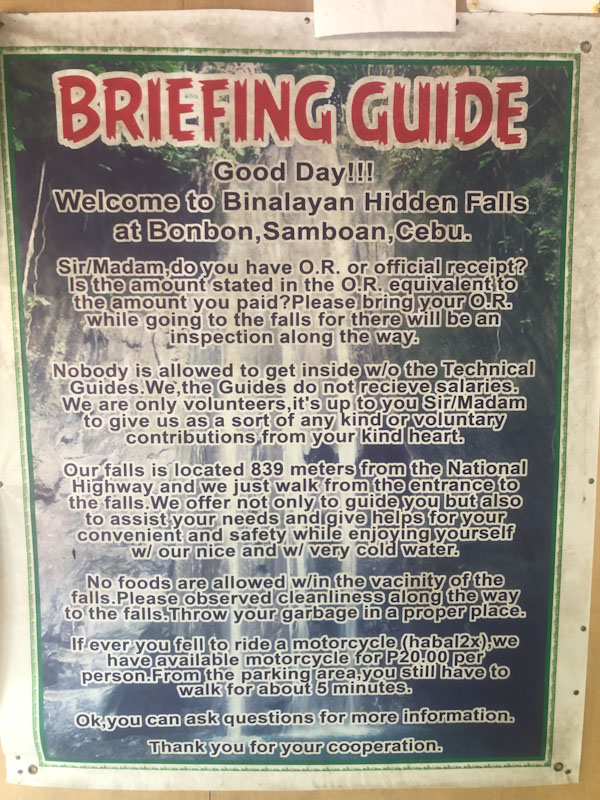 BRIEFING GUIDE
Good Day!!!
Welcome to Binalayan Hidden Falls
at Bonbon,Samboan,Cebu.
Sir/Madam,do you have O.R. or official receipt?
Is the amount stated in the O.R. equivalent to
the amount you paid?Please bring your O.R.
while going to the falls for there will be an
inspection along the way.
Nobody is allowed to get inside w/o the Technical
Guides.We,the Guides do not recieve salaries.
We are only volunteers,it's up to you Sir/Madam
to give us as a sort of any kind or voluntary
contributions from your kind heart.
Our falls is located 839 meters from the National
Highway and we just walk from the entrance to
the falls.We offer not only to guide you but also
to assist your needs and give helps for your
convenient and safety while enjoying yourself
w/ our nice and w/ very cold water.
No foods are allowed w/in the vacinity of the
falls.Please observed cleanliness along the way
to the falls.Throw your garbage in a proper place.
If ever you fell to ride a motorcycle (habal2x),we
have available motorcycle for P20.00 per
person.From the parking area,you still have to
walk for about 5 minutes.
Ok,you can ask questions for more information.
Thank you for your cooperation.